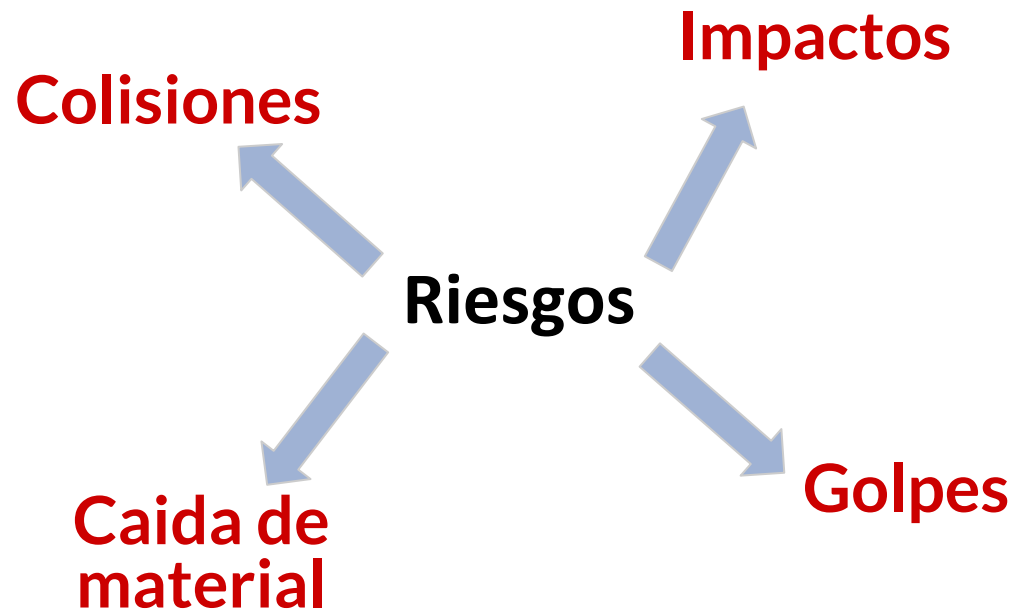 Impactos
Colisiones
Riesgos
Golpes
Caida de
material